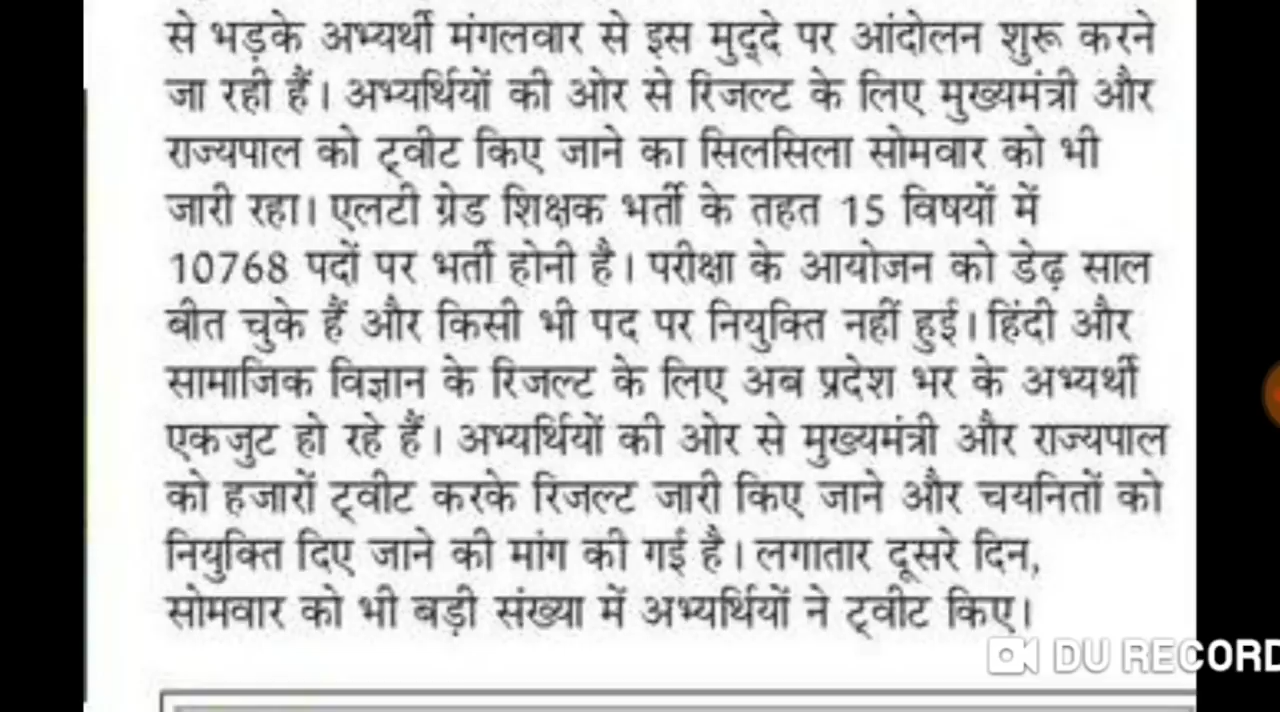 से भड़के अभ्यर्थी मंगलवार से इस मुद्दे पर आंदोलन शुरू करने
जा रही हैं। अभ्यर्थियों की ओर से रिजल्ट के लिए मुख्यमंत्री और
राज्यपाल को ट्वीट किए जाने का सिलसिला सोमवार को भी
जारी रहा। एलटी ग्रेड शिक्षक भर्ती के तहत 15 विषयों में
10768 पदों पर भर्ती होनी है। परीक्षा के आयोजन को डेढ़ साल
बीत चुके हैं और किसी भी पद पर नियुक्ति नहीं हुई। हिंदी और
सामाजिक विज्ञान के रिजल्ट के लिए अब प्रदेश भर के अभ्यर्थी
एकजुट हो रहे हैं। अभ्यर्थियों की ओर से मुख्यमंत्री और राज्यपाल
को हजारों ट्वीट करके रिजल्ट जारी किए जाने और चयनितों को
नियुक्ति दिए जाने की मांग की गई है। लगातार दूसरे दिन,
सोमवार को भी बड़ी संख्या में अभ्यर्थियों ने ट्वीट किए।
DU RECORD